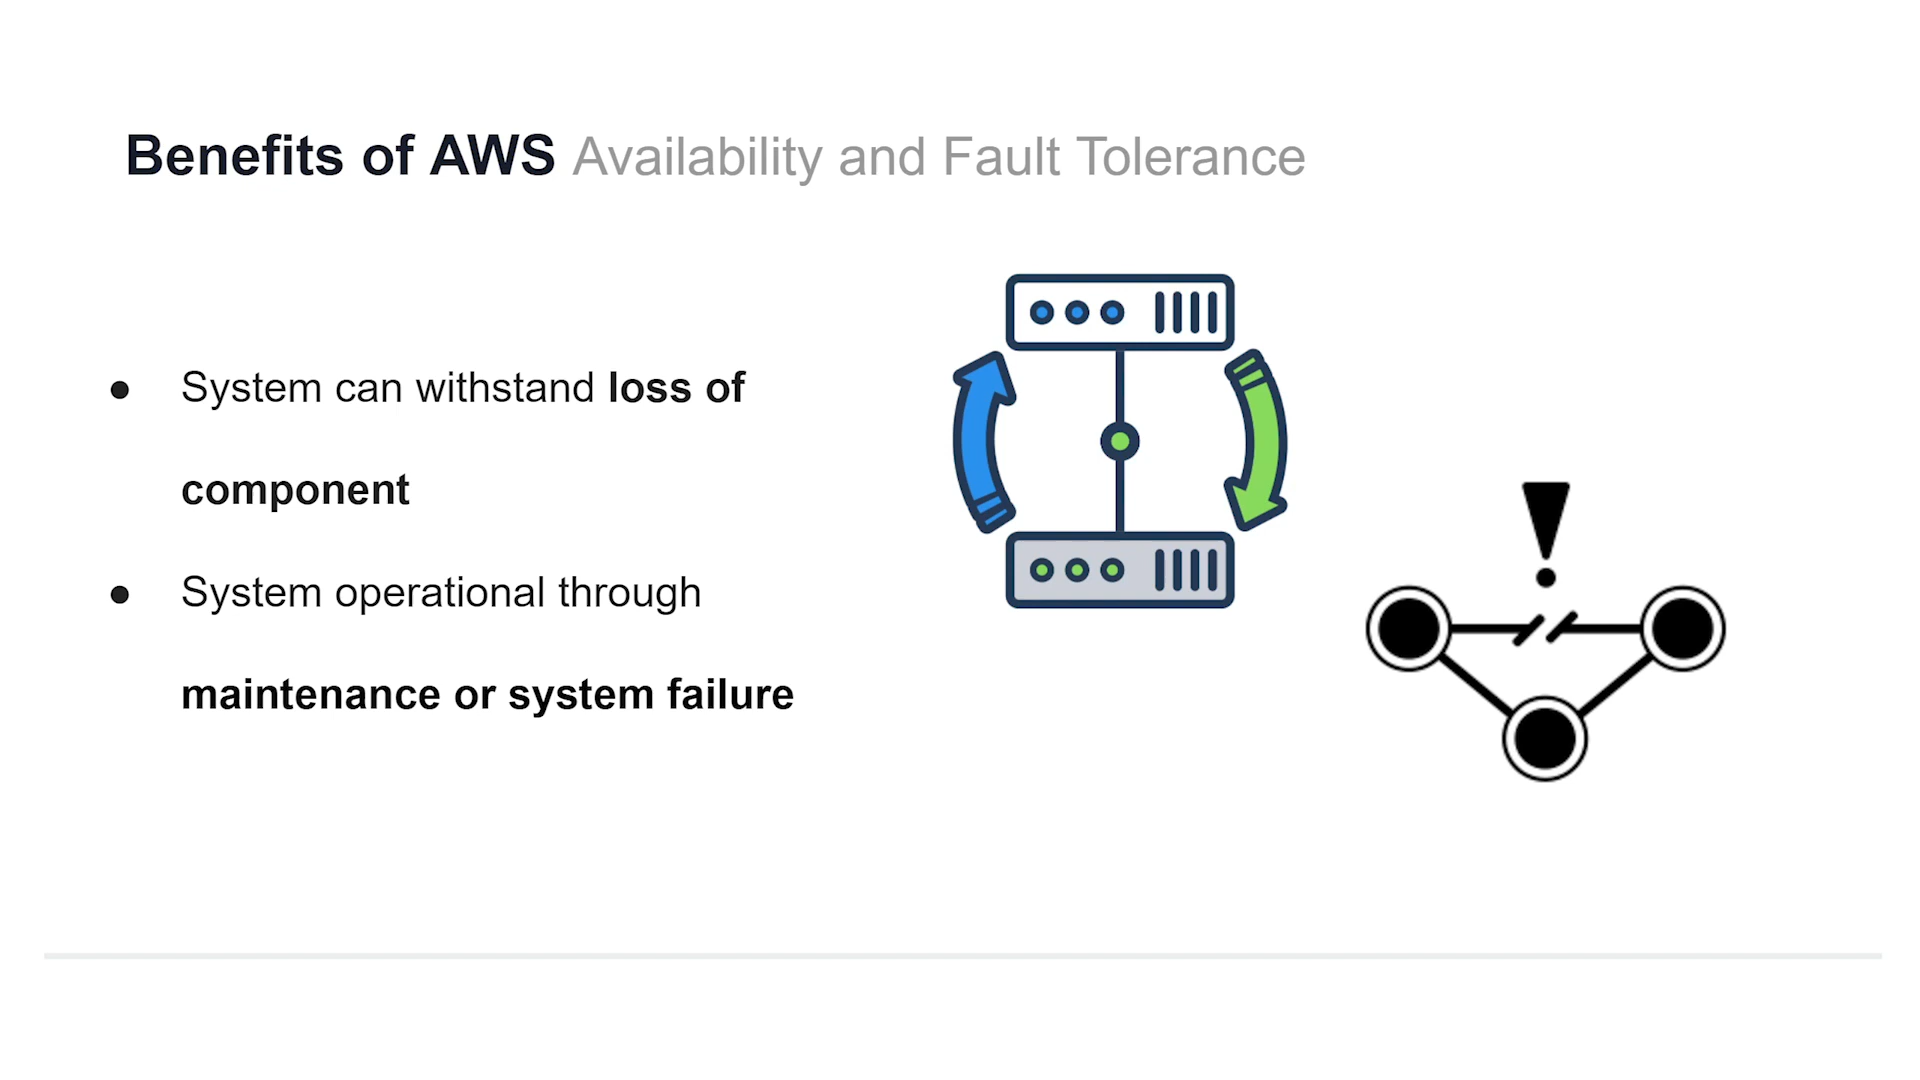 Benefits of AWS Availability and Fault Tolerance
● System can withstand loss of
component
● System operational through
maintenance or system failure